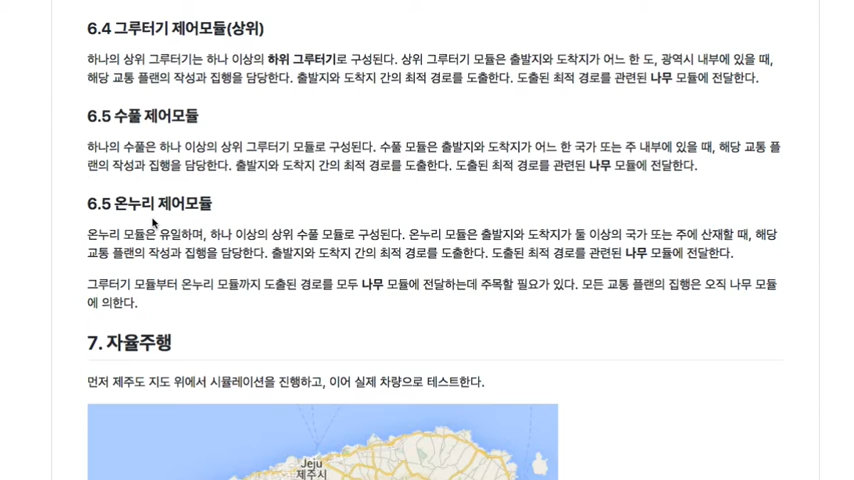 6.4 그루터기 제어모듈(상위)
하나의 상위 그루터기는 하나 이상의 하위 그루터기로 구성된다. 상위 그루터기 모듈은 출발지와 도착지가 어느 한 도, 광역시 내부에 있을 때,
해당 교통 플랜의 작성과 집행을 담당한다. 출발지와 도착지 간의 최적 경로를 도출한다. 도출된 최적 경로를 관련된 나무 모듈에 전달한다.
6.5 수풀 제어모듈
하나의 수풀은 하나 이상의 상위 그루터기 모듈로 구성된다. 수풀 모듈은 출발지와 도착지가 어느 한 국가 또는 주 내부에 있을 때, 해당 교통 플
랜의 작성과 집행을 담당한다. 출발지와 도착지 간의 최적 경로를 도출한다. 도출된 최적 경로를 관련된 나무 모듈에 전달한다.
6.5 온누리 제어모듈
온누리 모듈은 유일하며, 하나 이상의 상위 수풀 모듈로 구성된다. 온누리 모듈은 출발지와 도착지가 둘 이상의 국가 또는 주에 산재할 때, 해당
교통 플랜의 작성과 집행을 담당한다. 출발지와 도착지 간의 최적 경로를 도출한다. 도출된 최적 경로를 관련된 나무 모듈에 전달한다.
그루터기 모듈부터 온누리 모듈까지 도출된 경로를 모두 나무 모듈에 전달하는데 주목할 필요가 있다. 모든 교통 플랜의 집행은 오직 나무 모듈
에 의한다.
7. 자율주행
먼저 제주도 지도 위에서 시뮬레이션을 진행하고, 이어 실제 차량으로 테스트한다.
Jeju
제주시